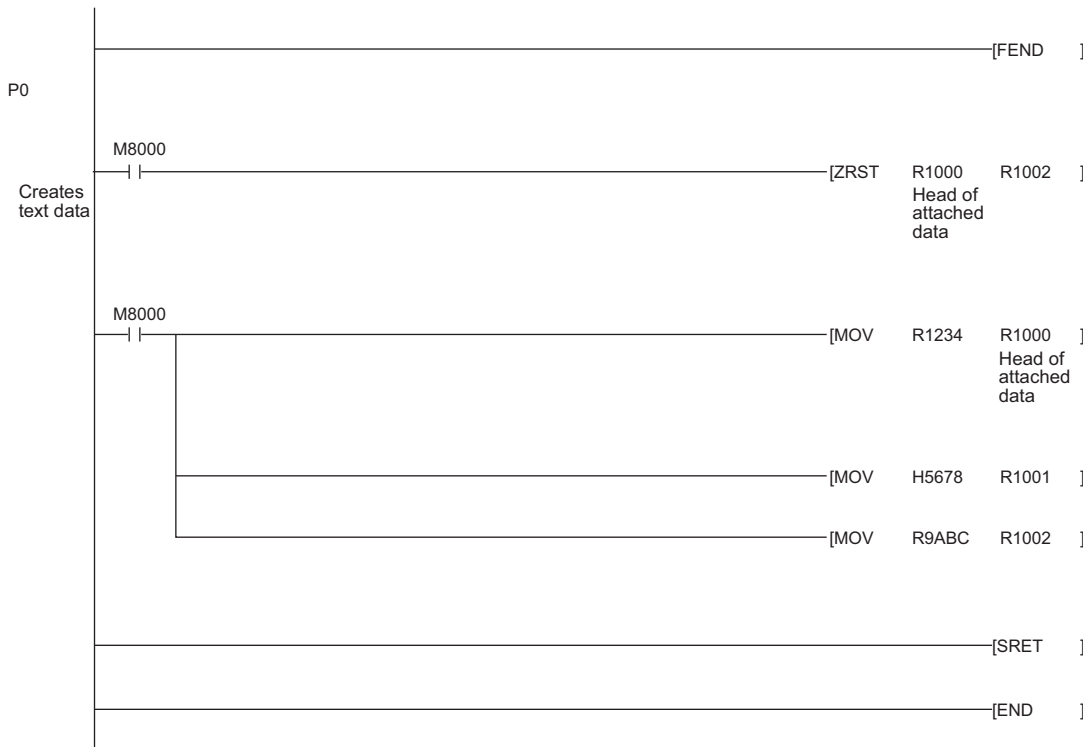 [FEND ]
P0
M8000
[ZRST R1000 R1002 ]
Creates
text data
Head of
attached
data
M8000
[MOV R1234 R1000 ]
Head of
attached
data
[MOV H5678 R1001 ]
[MOV R9ABC R1002 ]
[SRET ]
[END ]